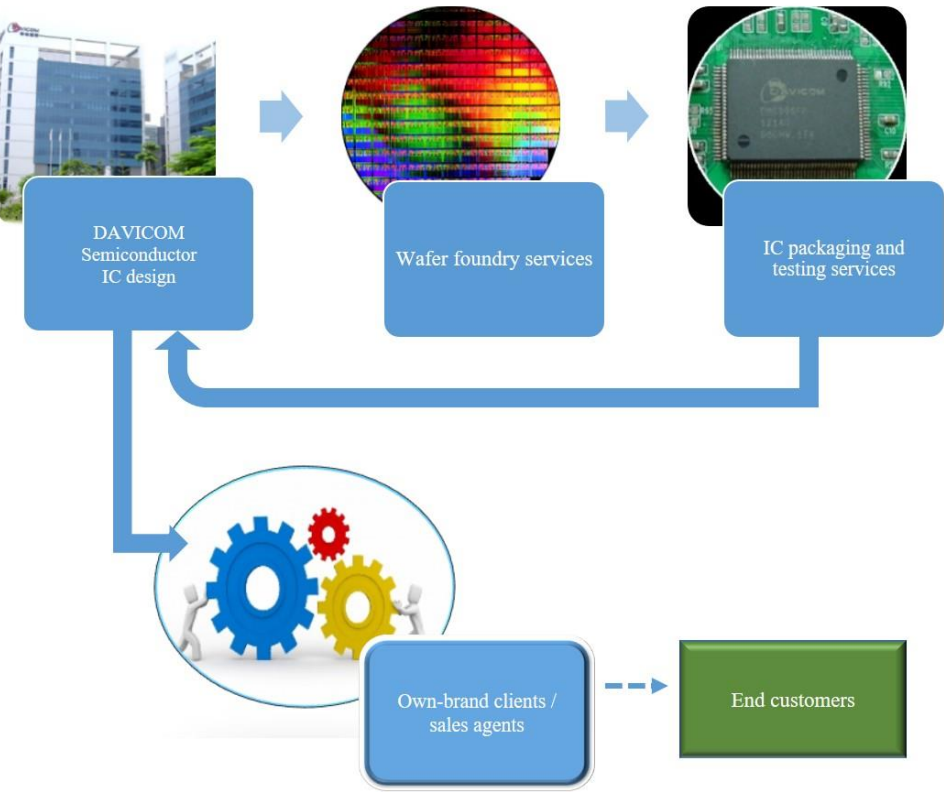 DAVICOM
DAVICOM
DAVICOM
Semiconductor
IC design
Wafer foundry services
IC packaging and
testing services
Own-brand clients /
sales agents
End customers